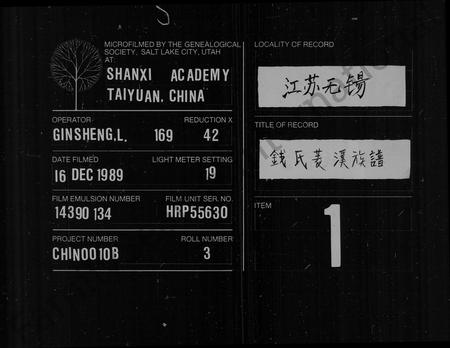 MICROFILMED BY THE GENEALOGICAL
SOCIETY, SALT LAKE CITY, UTAH
AT:
SHANXI ACADEMY
TAIYUAN, CHINA
OPERATOR REDUCTION X
GINSHENG,L. 169 42
DATE FILMED LIGHT METER SETTING
16 DEC 1989 19
FILM EMULSION NUMBER FILM UNIT SER. NO.
14390 134 HRP55630
PROJECT NUMBER ROLL NUMBER
CHIN0010B 3
LOCALITY OF RECORD
江苏无锡
TITLE OF RECORD
錢氏菱溪族譜
ITEM
1